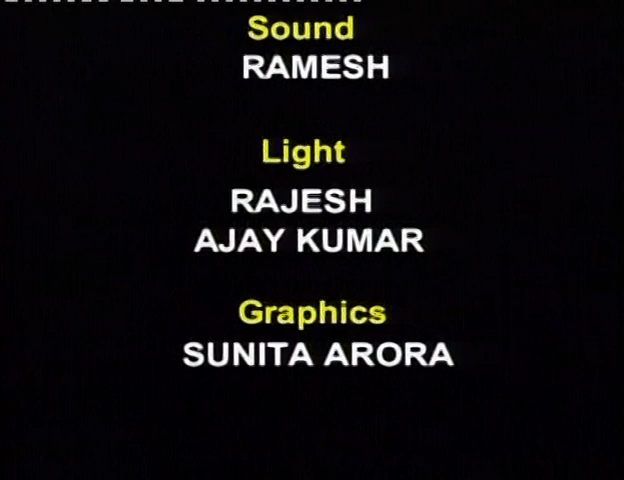 Sound
RAMESH
Light
RAJESH
AJAY KUMAR
Graphics
SUNITA ARORA